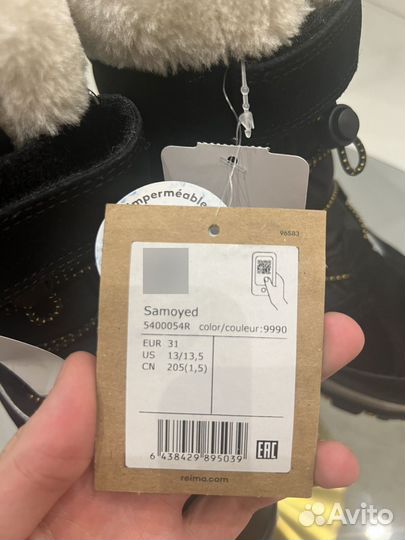 imperméable
96583
Samoyed
5400054R color/couleur:9990
EUR 31
US 13/13,5
CN 205(1,5)
6 438429 895039
EAC
reima.com
Avito